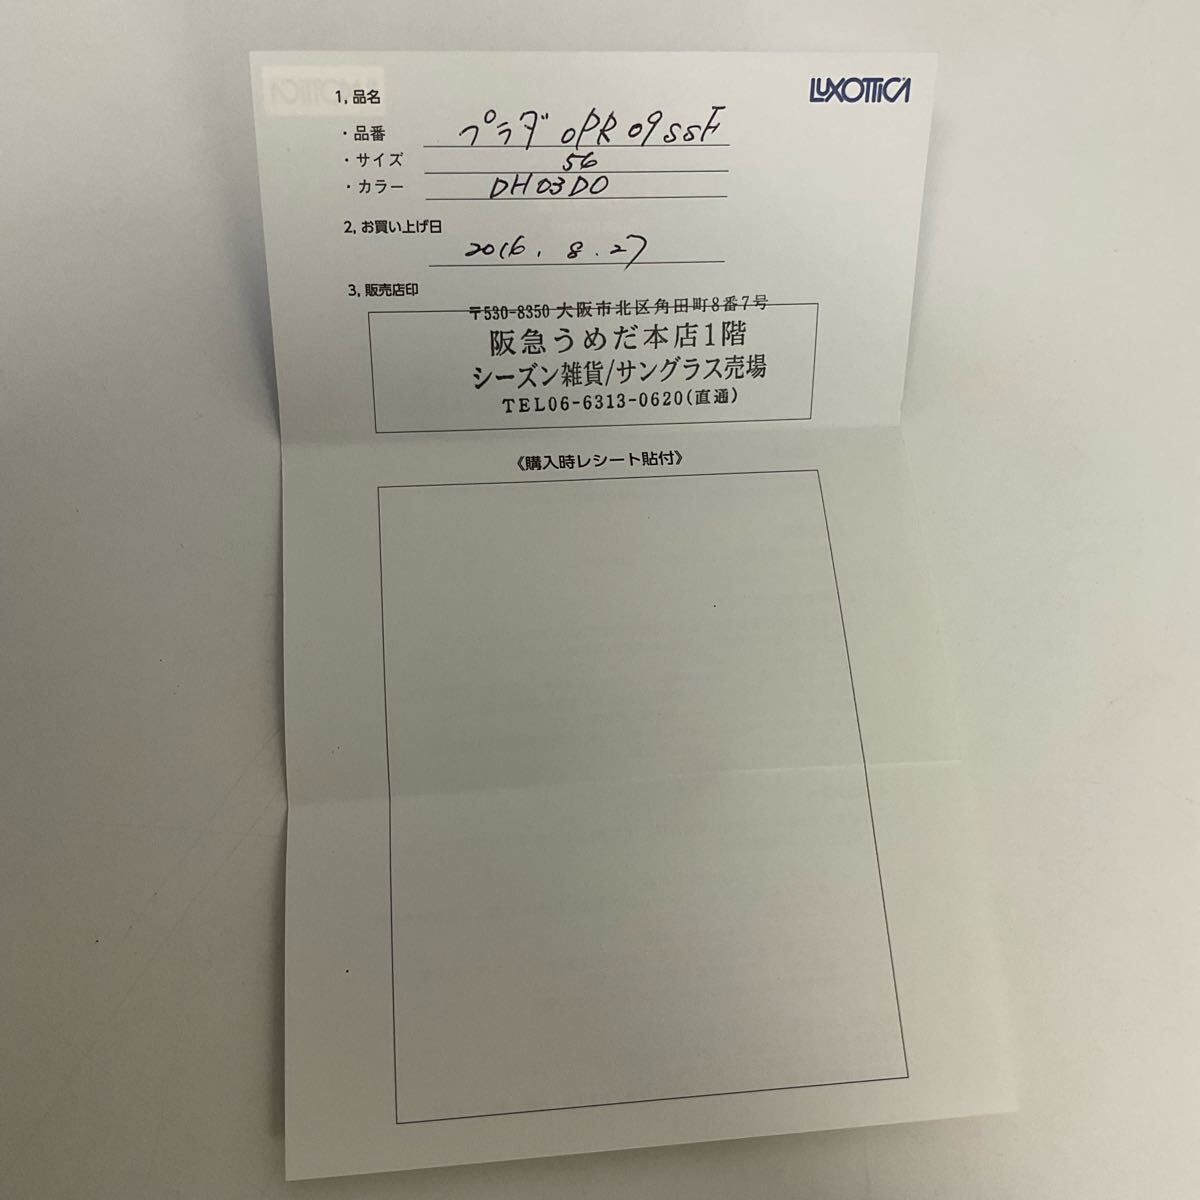 LUXOTTICA
1, 品名
・品番 プラダ OPR 09SSF
・サイズ 56
・カラー DH03D0
2, お買い上げ日
2016. 8. 27
3, 販売店印
〒530-8350 大阪市北区角田町8番7号
阪急うめだ本店1階
シーズン雑貨/サングラス売場
TEL06-6313-0620(直通)
《購入時レシート貼付》